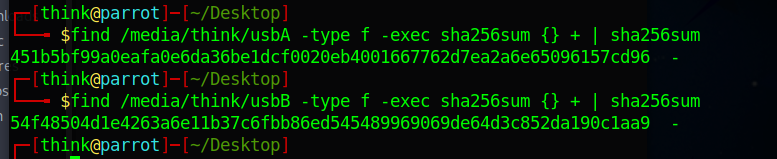 ┌─[think@parrot]─[~/Desktop]
└──╼ $find /media/think/usbA -type f -exec sha256sum {} + | sha256sum
451b5bf99a0eafa0e6da36be1dcf0020eb4001667762d7ea2a6e65096157cd96  -
┌─[think@parrot]─[~/Desktop]
└──╼ $find /media/think/usbB -type f -exec sha256sum {} + | sha256sum
54f48504d1e4263a6e11b37c6fbb86ed545489969069de64d3c852da190c1aa9  -
┌─[think@parrot]─[~/Desktop]